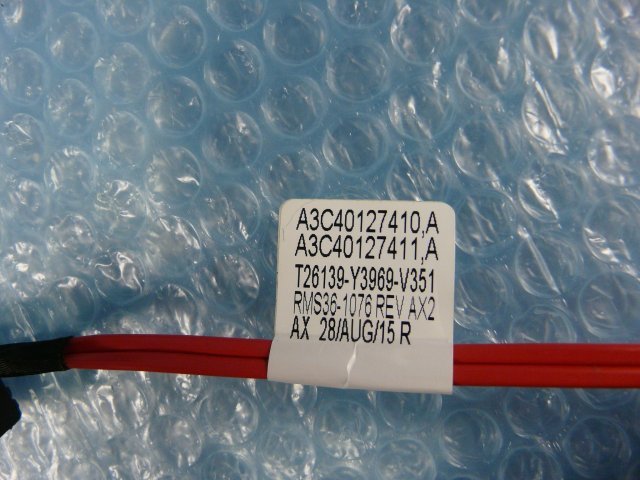 A3C40127410,A
A3C40127411,A
T26139-Y3969-V351
RMS36-1076 REV AX2
AX 28/AUG/15 R